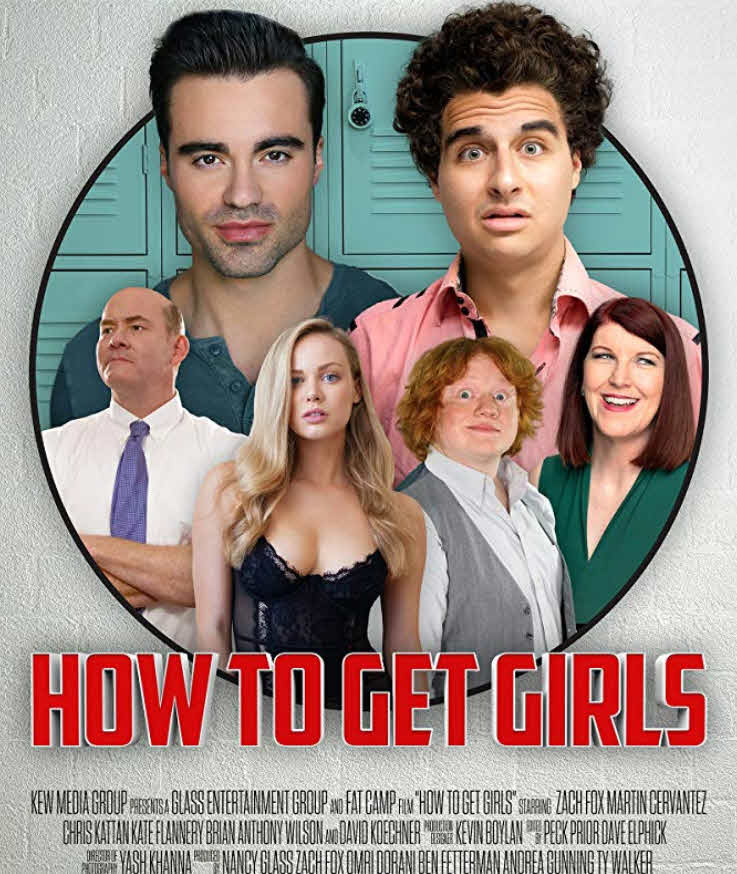 HOW TO GET GIRLS
KEW MEDIA GROUP PRESENTS A GLASS ENTERTAINMENT GROUP AND FAT CAMP FILM "HOW TO GET GIRLS" STARRING ZACH FOX MARTIN CERVANTEZ
CHRIS KATTAN KATE FLANNERY BRIAN ANTHONY WILSON AND DAVID KOECHNER PRODUCTION DESIGNER KEVIN BOYLAN EDITED BY PECK PRIOR DAVE ELPHICK
DIRECTOR OF PHOTOGRAPHY YASH KHANNA PRODUCED BY NANCY GLASS ZACH FOX OMRI DORANI BEN FETTERMAN ANDREA GUNNING TY WALKER